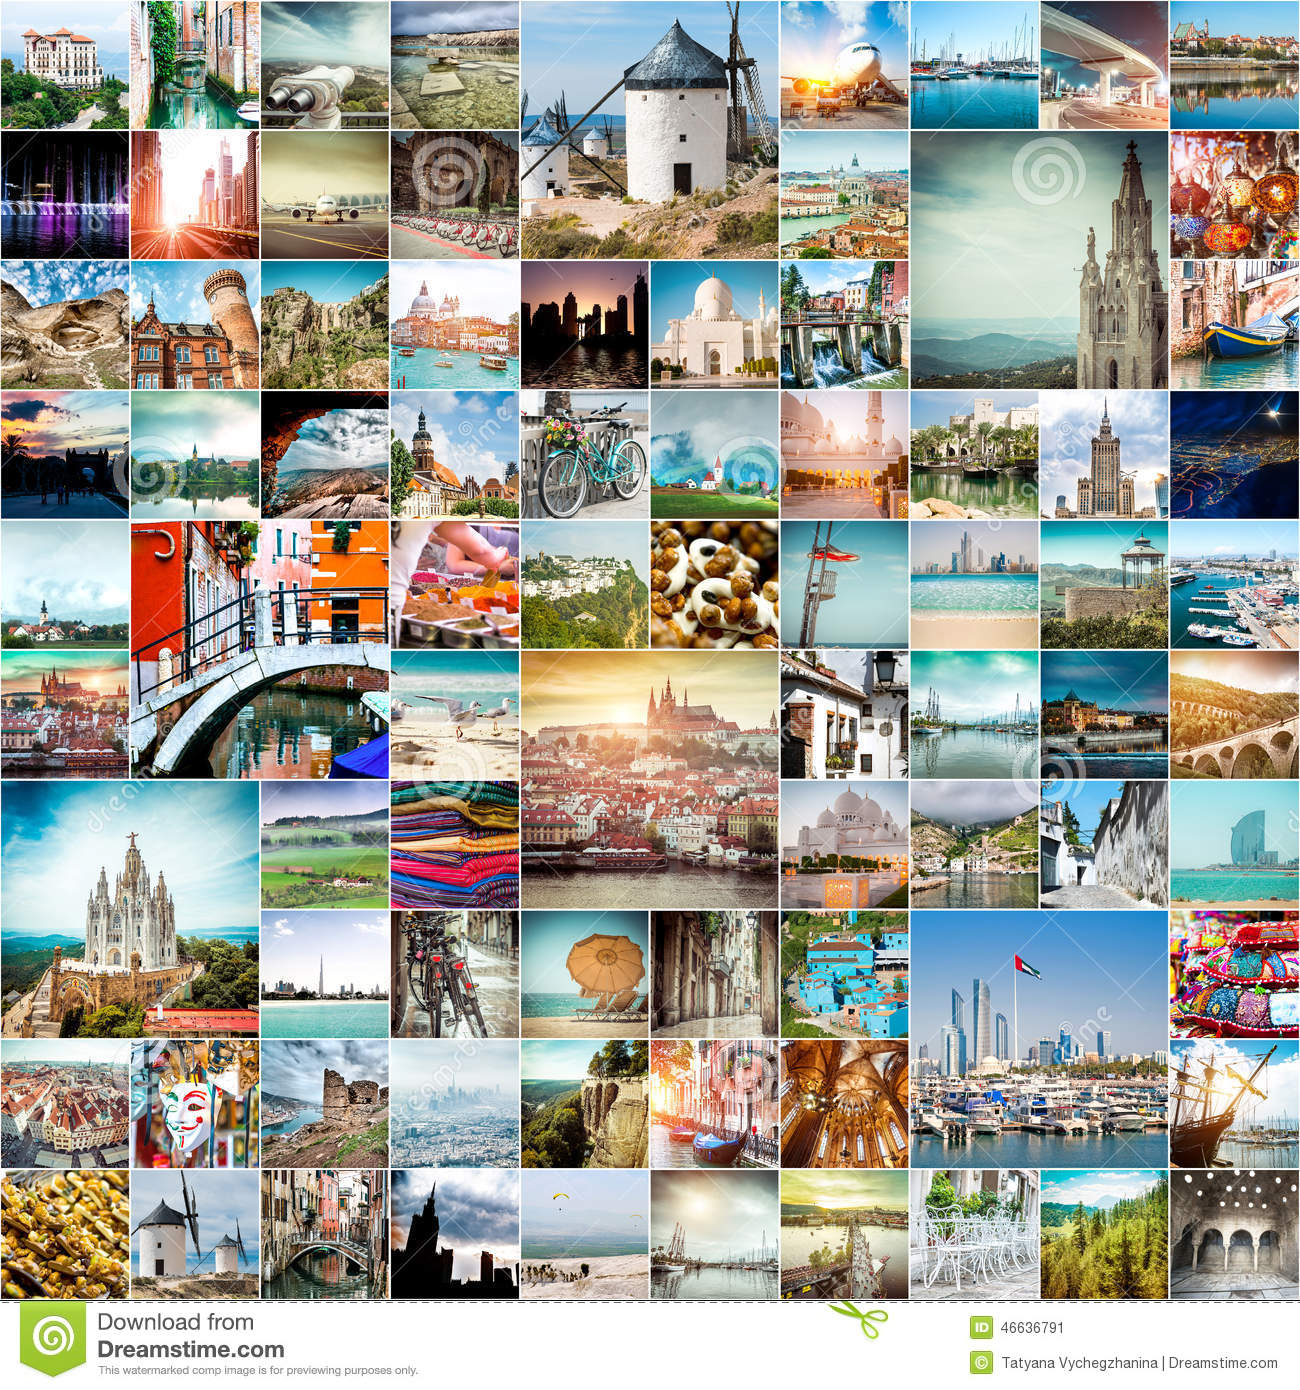 Download from
Dreamstime.com
This watermarked comp image is for previewing purposes only.
ID 46636791
© Tatyana Vychegzhanina | Dreamstime.com